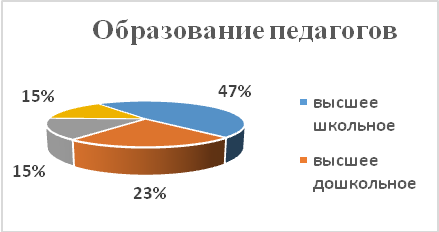 Образование педагогов
15%
47%
15%
23%
высшее
школьное
высшее
дошкольное